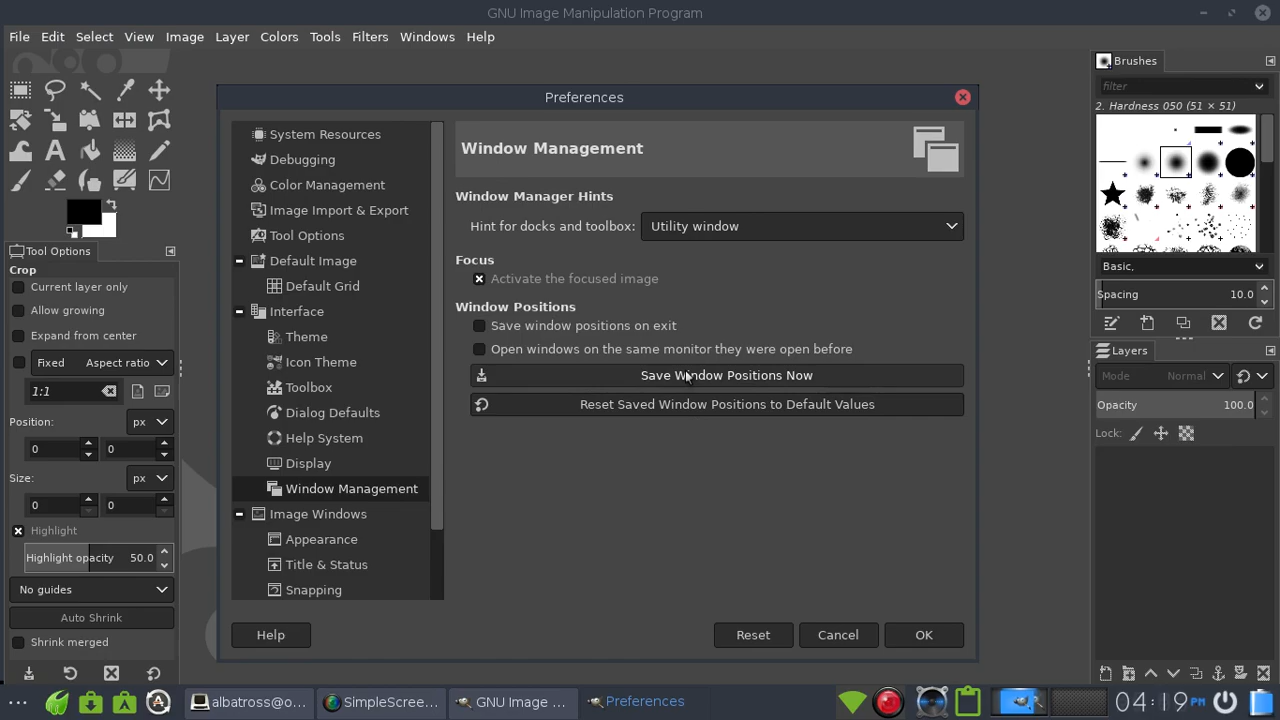 GNU Image Manipulation Program
File Edit Select View Image Layer Colors Tools Filters Windows Help
Tool Options
Crop
Current layer only
Allow growing
Expand from center
Fixed Aspect ratio
1:1
Position: px
0 0
Size: px
0 0
Highlight
Highlight opacity 50.0
No guides
Auto Shrink
Shrink merged
Preferences
System Resources
Debugging
Color Management
Image Import & Export
Tool Options
Default Image
Default Grid
Interface
Theme
Icon Theme
Toolbox
Dialog Defaults
Help System
Display
Window Management
Image Windows
Appearance
Title & Status
Snapping
Window Management
Window Manager Hints
Hint for docks and toolbox: Utility window
Focus
Activate the focused image
Window Positions
Save window positions on exit
Open windows on the same monitor they were open before
Save Window Positions Now
Reset Saved Window Positions to Default Values
Help Reset Cancel OK
Brushes
filter
2. Hardness 050 (51 × 51)
Basic,
Spacing 10.0
Layers
Mode Normal
Opacity 100.0
Lock:
albatross@o... SimpleScree... GNU Image ... Preferences 04:19 PM